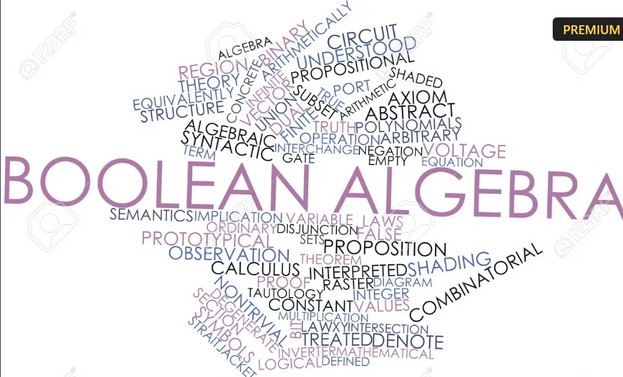 PREMIUM
ARITHMETICALLY
ALGEBRA
BINARY
CIRCUIT
UNDERSTOOD
REGION
PROPOSITIONAL
THEORY
CONCRETE
INFINITE
SHADED
EQUIVALENTLY
VECTOR
SUBSET
TRUE
PORT
ARITHMETIC
AXIOM
STRUCTURE
UNION
DUAL
ABSTRACT
FINITE
ALGEBRAIC
TRUTH
POLYNOMIALS
SYNTACTIC
OPERATION
ARBITRARY
TERM
INTERCHANGE
NEGATION
VOLTAGE
GATE
EMPTY
EQUATION
BOOLEAN ALGEBRA
SEMANTICS
IMPLICATION
VARIABLE
LAWS
ORDINARY
DISJUNCTION
FALSE
PROTOTYPICAL
SETS
PROPOSITION
OBSERVATION
THEOREM
SHADING
COMBINATORIAL
CALCULUS
INTERPRETED
PROOF
RASTER
DIAGRAM
TAUTOLOGY
INTEGER
NONTRIVIAL
CONSTANT
VALUES
DEGENERATE
MULTIPLICATION
SECTION
BIT
LAWXY
INTERSECTION
SYMBOLS
TREATED
DENOTE
STRAITJACKET
INVERTER
MATHEMATICAL
LOGICAL
DEFINED
123RF